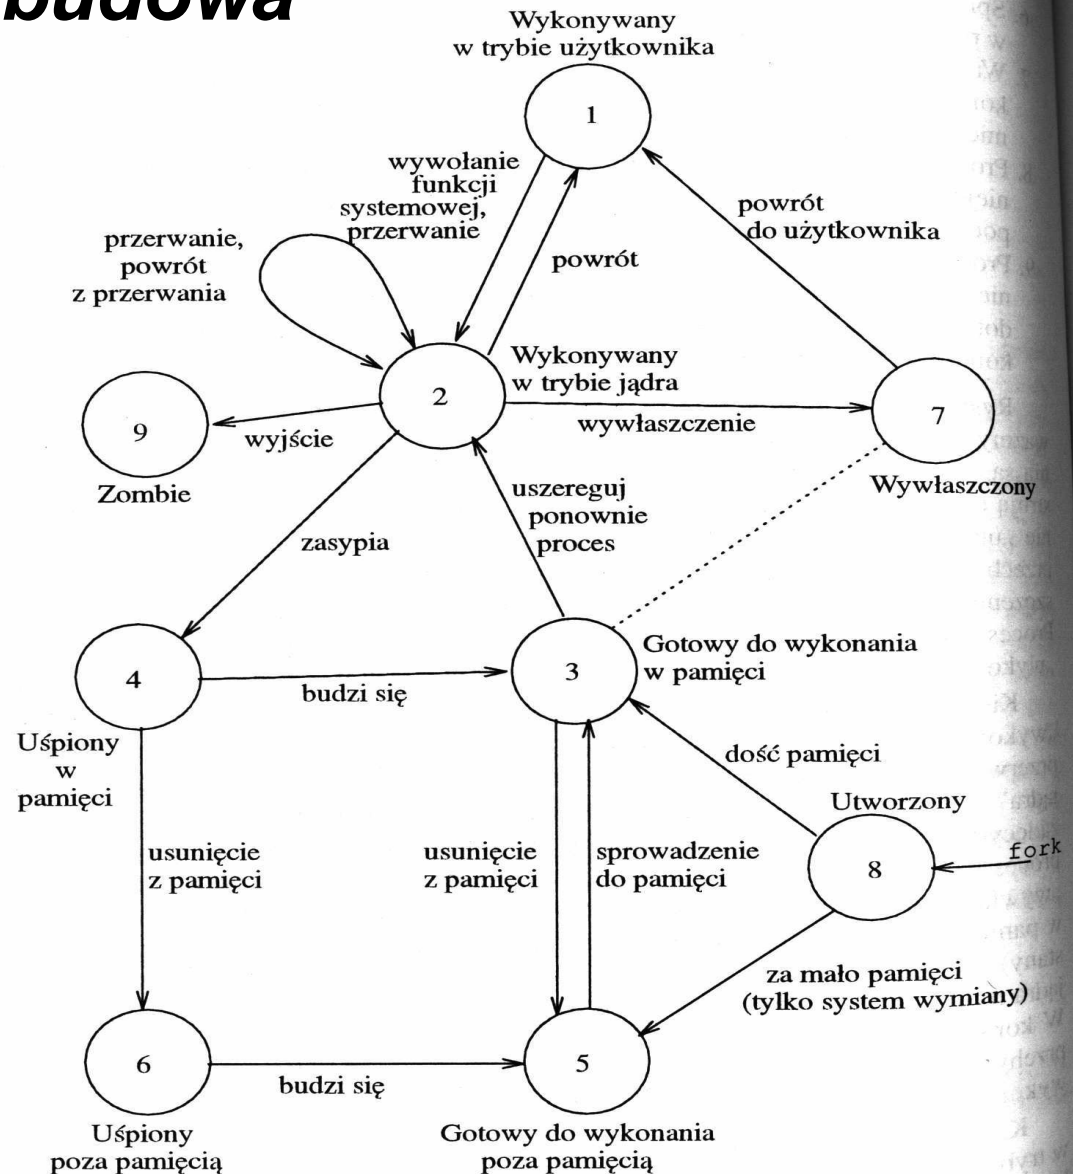 budowa
Wykonywany
w trybie użytkownika
1
wywołanie
funkcji
systemowej,
przerwanie
powrót
do użytkownika
przerwanie,
powrót
z przerwania
powrót
Wykonywany
w trybie jądra
2
7
9
wyjście
wywłaszczenie
Zombie
Wywłaszczony
uszereguj
ponownie
proces
zasypia
Gotowy do wykonania
w pamięci
3
4
budzi się
Uśpiony
w
pamięci
dość pamięci
Utworzony
usunięcie
z pamięci
usunięcie
z pamięci
sprowadzenie
do pamięci
8
fork
za mało pamięci
(tylko system wymiany)
6
5
budzi się
Uśpiony
poza pamięcią
Gotowy do wykonania
poza pamięcią